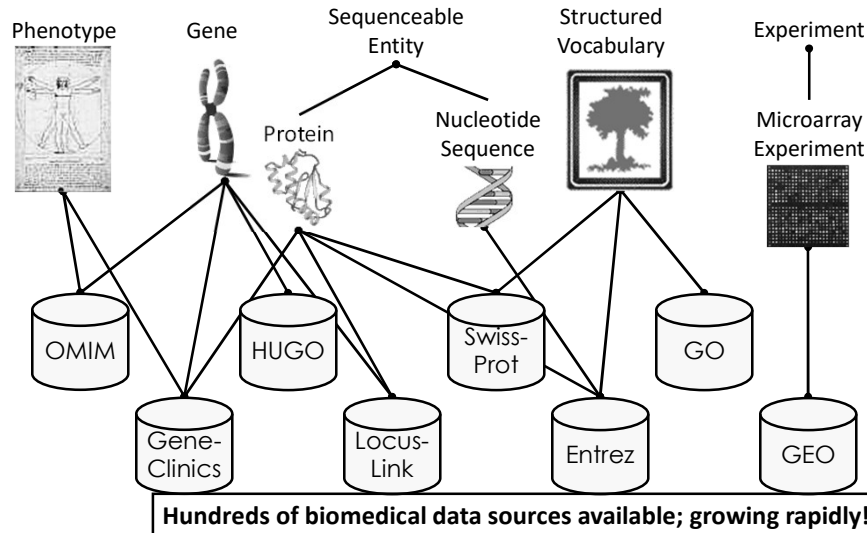 Phenotype
Gene
Sequenceable
Entity
Structured
Vocabulary
Experiment
Protein
Nucleotide
Sequence
Microarray
Experiment
OMIM
HUGO
Swiss-
Prot
GO
Gene-
Clinics
Locus-
Link
Entrez
GEO
Hundreds of biomedical data sources available; growing rapidly!